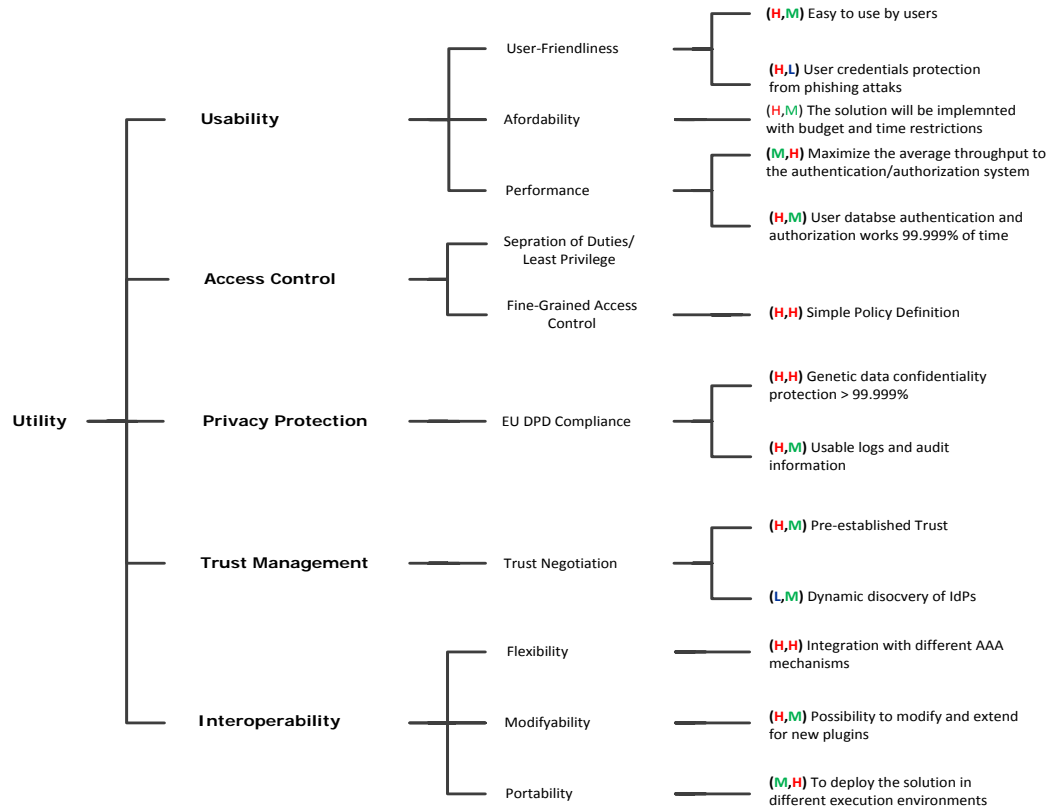 Utility
Usability
User-Friendliness
(H,M) Easy to use by users
(H,L) User credentials protection
from phishing attaks
Afordability
(H,M) The solution will be implemnted
with budget and time restrictions
Performance
(M,H) Maximize the average throughput to
the authentication/authorization system
(H,M) User databse authentication and
authorization works 99.999% of time
Access Control
Sepration of Duties/
Least Privilege
Fine-Grained Access
Control
(H,H) Simple Policy Definition
Privacy Protection
EU DPD Compliance
(H,H) Genetic data confidentiality
protection > 99.999%
(H,M) Usable logs and audit
information
Trust Management
Trust Negotiation
(H,M) Pre-established Trust
(L,M) Dynamic disocvery of IdPs
Interoperability
Flexibility
(H,H) Integration with different AAA
mechanisms
Modifyability
(H,M) Possibility to modify and extend
for new plugins
Portability
(M,H) To deploy the solution in
different execution environments